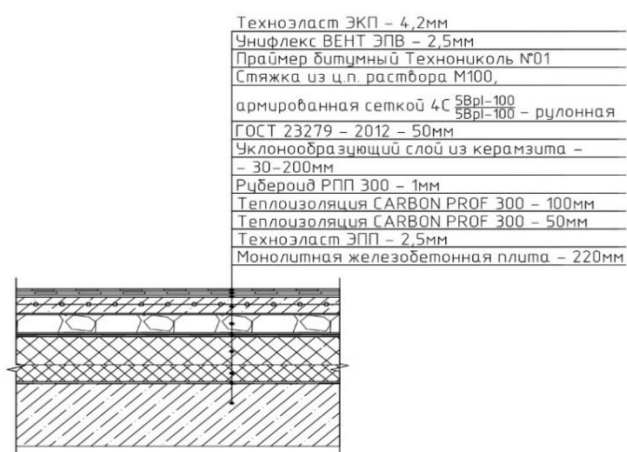 Техноэласт ЭКП – 4,2мм
Унифлекс ВЕНТ ЭПВ – 2,5мм
Праймер битумный Технониколь №01
Стяжка из ц.п. раствора М100,
армированная сеткой 4С 5ВрI–100/5ВрI–100 – рулонная
ГОСТ 23279 – 2012 – 50мм
Уклонообразующий слой из керамзита –
– 30–200мм
Рубероид РПП 300 – 1мм
Теплоизоляция CARBON PROF 300 – 100мм
Теплоизоляция CARBON PROF 300 – 50мм
Техноэласт ЭПП – 2,5мм
Монолитная железобетонная плита – 220мм